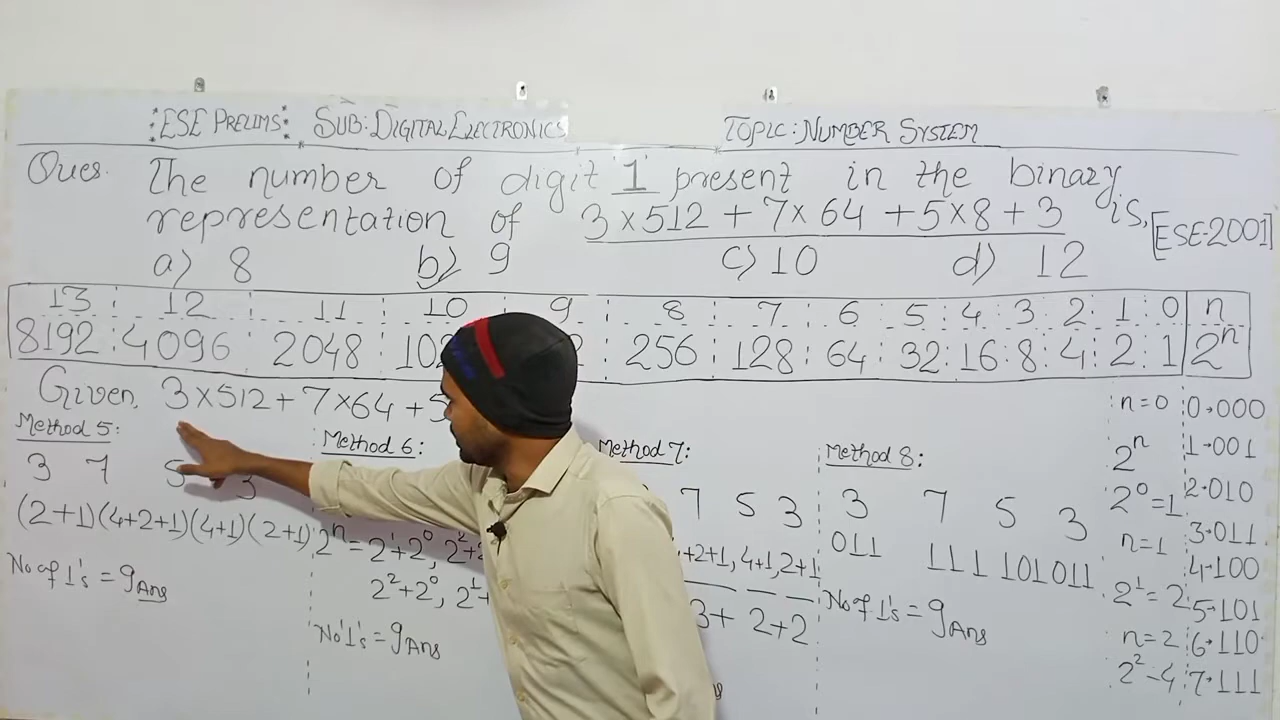 ESE PRELIMS: SUB: DIGITAL ELECTRONICS TOPIC: NUMBER SYSTEM
Ques. The number of digit '1' present in the binary
representation of 3×512 + 7×64 + 5×8 + 3 is, [ESE-2001]
a) 8 b) 9 c) 10 d) 12
13 12 11 10 9 8 7 6 5 4 3 2 1 0 n
8192 4096 2048 256 128 64 32 16 8 4 2 1 2ⁿ
Given, 3×512 + 7×64 +
Method 5:
3 7 5 3
(2+1)(4+2+1)(4+1)(2+1)
No of 1's = 9 Ans
Method 6:
2ⁿ = 2¹+2⁰, 2²+
2²+2⁰, 2¹+
No 1's = 9 Ans
Method 7:
7 5 3
+2+1, 4+1, 2+1
3+ 2+2
Method 8:
3 7 5 3
011 111 101 011
No of 1's = 9 Ans
n=0
2ⁿ
2⁰=1
n=1
2¹=2
n=2
2²-4
0→000
1→001
2→010
3→011
4→100
5→101
6→110
7→111